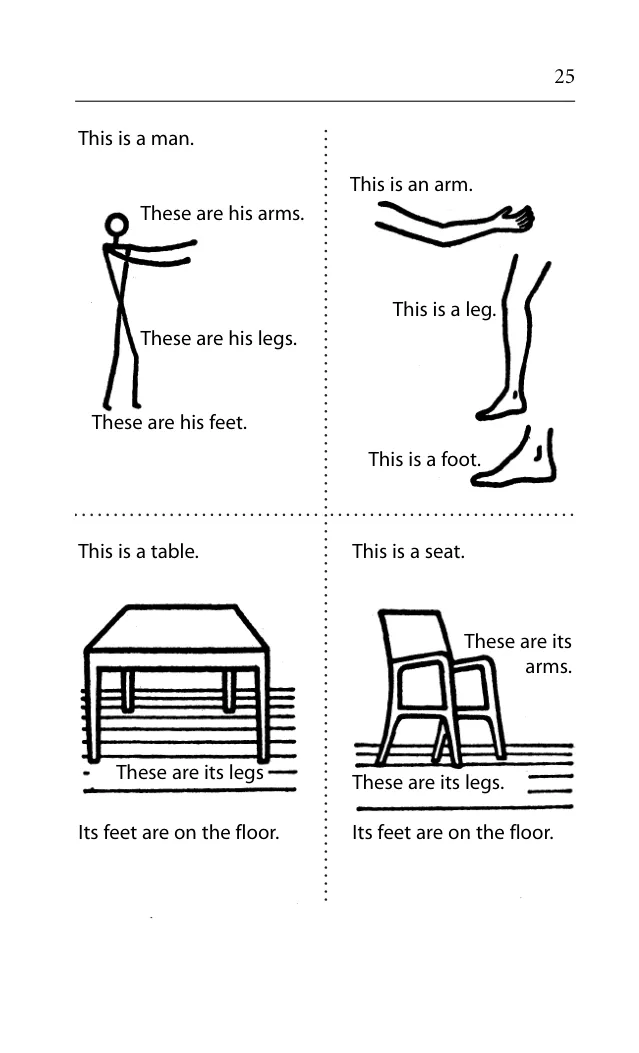 25
This is a man.
These are his arms.
These are his legs.
These are his feet.
This is an arm.
This is a leg.
This is a foot.
This is a table.
These are its legs
Its feet are on the floor.
This is a seat.
These are its
arms.
These are its legs.
Its feet are on the floor.